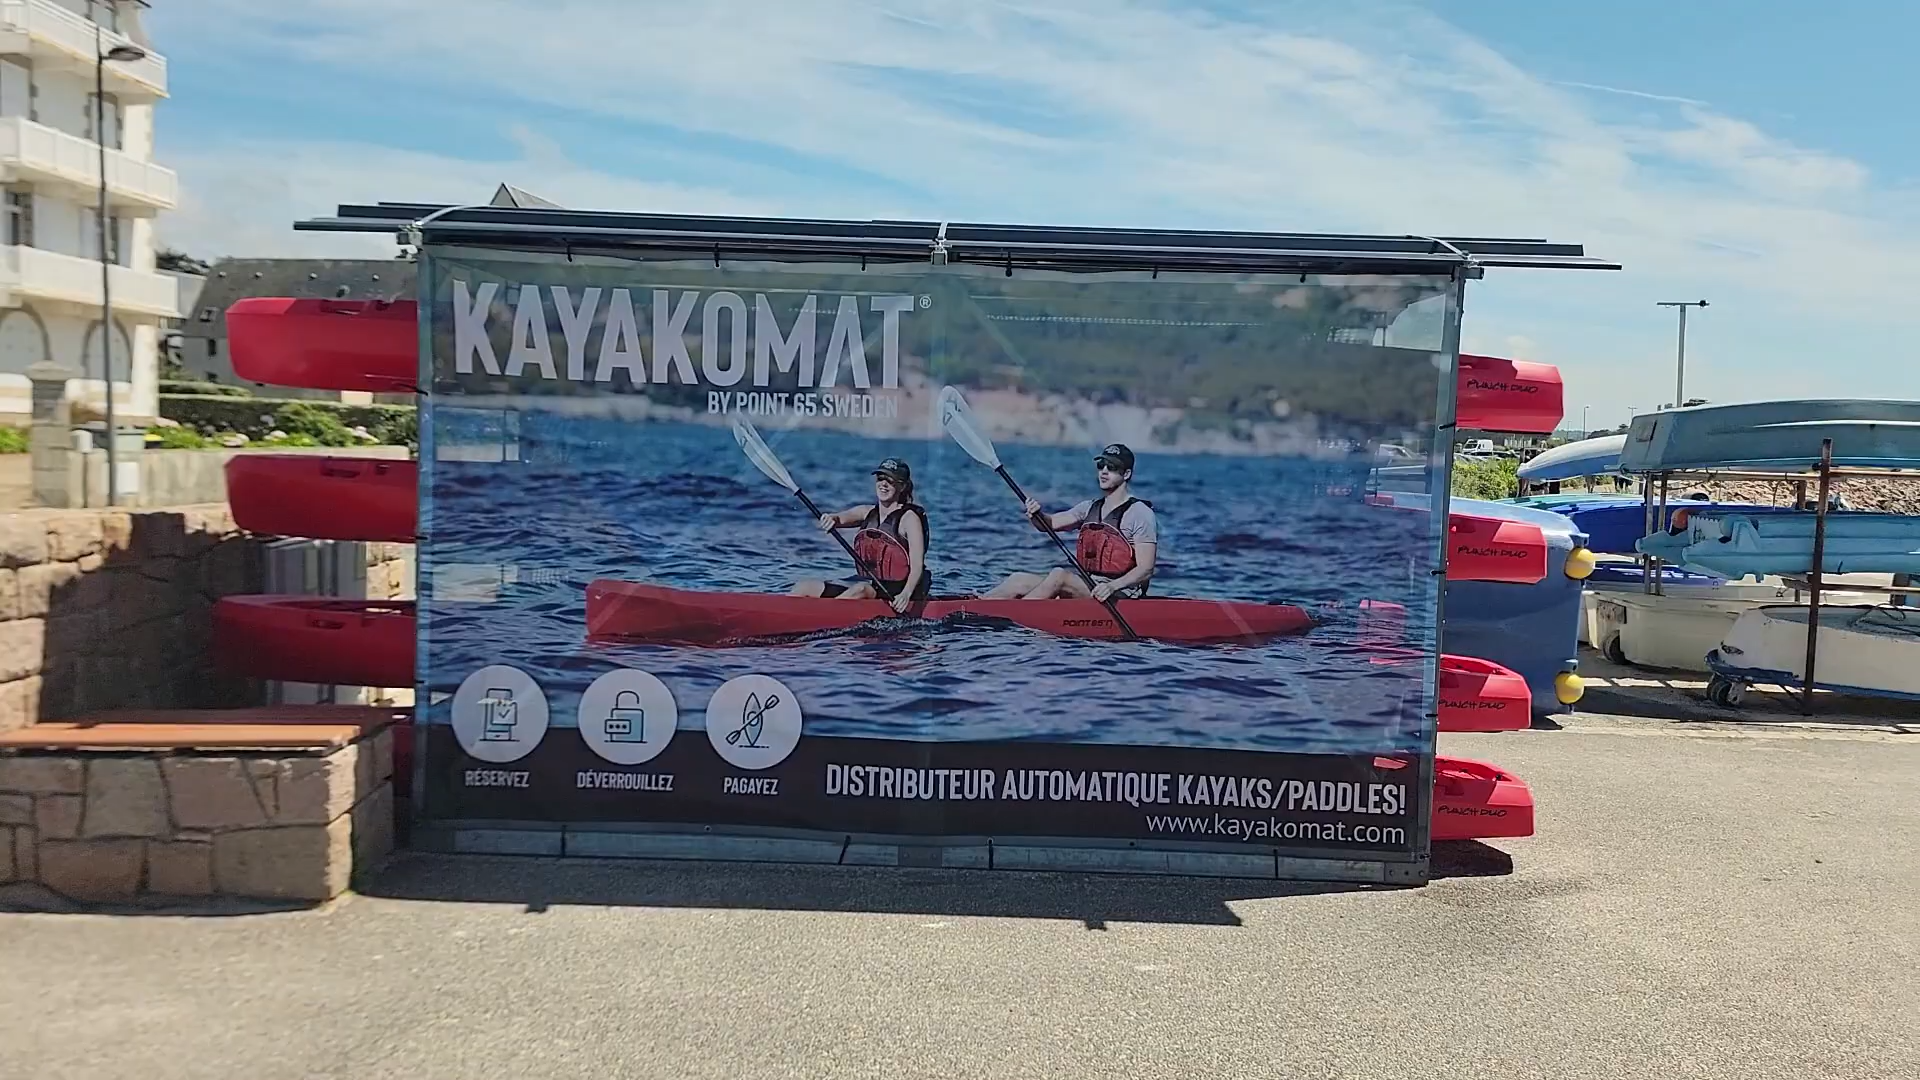 KAYAKOMAT®
BY POINT 65 SWEDEN
POINT 65°N
RÉSERVEZ
DÉVERROUILLEZ
PAGAYEZ
DISTRIBUTEUR AUTOMATIQUE KAYAKS/PADDLES!
www.kayakomat.com
PUNCH DUO
PUNCH DUO
PUNCH DUO
PUNCH DUO